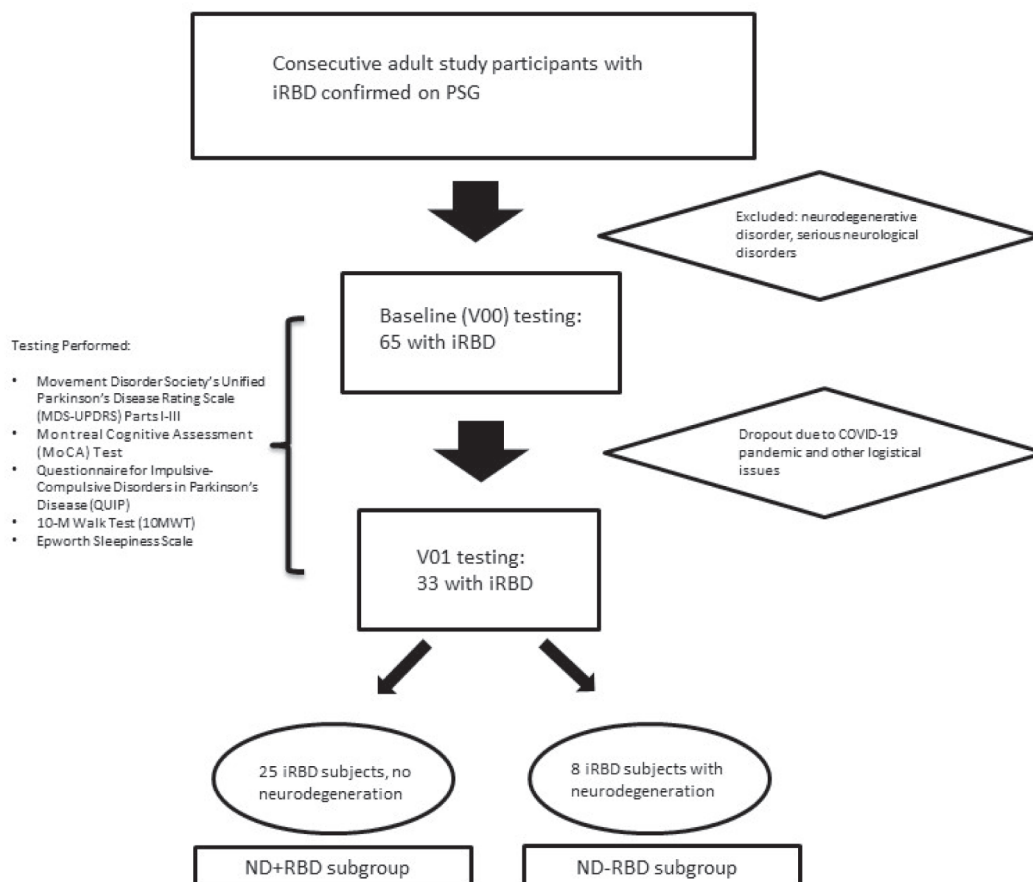 Consecutive adult study participants with
iRBD confirmed on PSG
Excluded: neurodegenerative
disorder, serious neurological
disorders
Baseline (V00) testing:
65 with iRBD
Testing Performed:
• Movement Disorder Society's Unified
Parkinson's Disease Rating Scale
(MDS-UPDRS) Parts I-III
• Montreal Cognitive Assessment
(MoCA) Test
• Questionnaire for Impulsive-
Compulsive Disorders in Parkinson's
Disease (QUIP)
• 10-M Walk Test (10MWT)
• Epworth Sleepiness Scale
Dropout due to COVID-19
pandemic and other logistical
issues
V01 testing:
33 with iRBD
25 iRBD subjects, no
neurodegeneration
8 iRBD subjects with
neurodegeneration
ND+RBD subgroup
ND-RBD subgroup